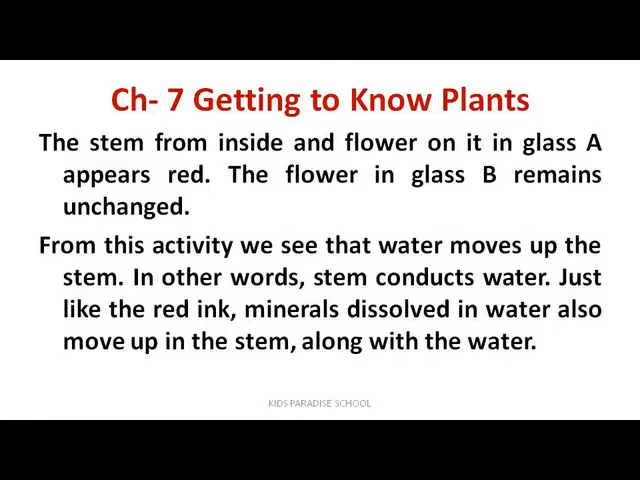 Ch- 7 Getting to Know Plants
The stem from inside and flower on it in glass A
appears red. The flower in glass B remains
unchanged.
From this activity we see that water moves up the
stem. In other words, stem conducts water. Just
like the red ink, minerals dissolved in water also
move up in the stem, along with the water.
KIDS PARADISE SCHOOL